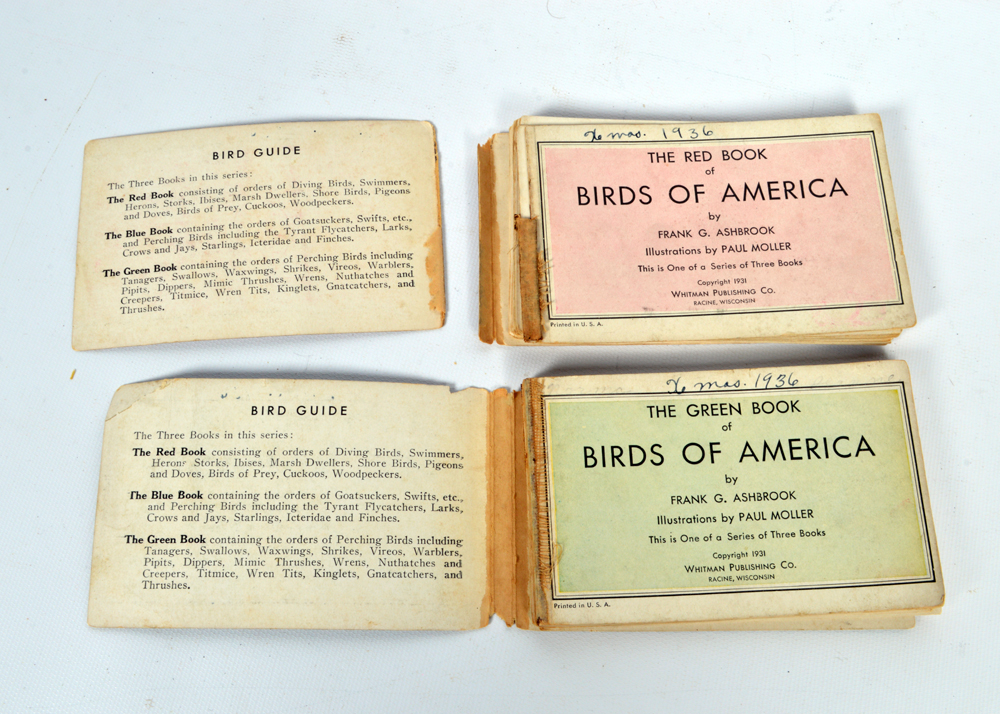 BIRD GUIDE
The Three Books in this series:
The Red Book consisting of orders of Diving Birds, Swimmers,
Herons, Storks, Ibises, Marsh Dwellers, Shore Birds, Pigeons
and Doves, Birds of Prey, Cuckoos, Woodpeckers.
The Blue Book containing the orders of Goatsuckers, Swifts, etc.,
and Perching Birds including the Tyrant Flycatchers, Larks,
Crows and Jays, Starlings, Icteridae and Finches.
The Green Book containing the orders of Perching Birds including
Tanagers, Swallows, Waxwings, Shrikes, Vireos, Warblers,
Pipits, Dippers, Mimic Thrushes, Wrens, Nuthatches and
Creepers, Titmice, Wren Tits, Kinglets, Gnatcatchers, and
Thrushes.
Xmas. 1936
THE RED BOOK
of
BIRDS OF AMERICA
by
FRANK G. ASHBROOK
Illustrations by PAUL MOLLER
This is One of a Series of Three Books
Copyright 1931
WHITMAN PUBLISHING CO.
RACINE, WISCONSIN
Printed in U. S. A.
BIRD GUIDE
The Three Books in this series:
The Red Book consisting of orders of Diving Birds, Swimmers,
Herons Storks, Ibises, Marsh Dwellers, Shore Birds, Pigeons
and Doves, Birds of Prey, Cuckoos, Woodpeckers.
The Blue Book containing the orders of Goatsuckers, Swifts, etc.,
and Perching Birds including the Tyrant Flycatchers, Larks,
Crows and Jays, Starlings, Icteridae and Finches.
The Green Book containing the orders of Perching Birds including
Tanagers, Swallows, Waxwings, Shrikes, Vireos, Warblers,
Pipits, Dippers, Mimic Thrushes, Wrens, Nuthatches and
Creepers, Titmice, Wren Tits, Kinglets, Gnatcatchers, and
Thrushes.
Xmas. 1936
THE GREEN BOOK
of
BIRDS OF AMERICA
by
FRANK G. ASHBROOK
Illustrations by PAUL MOLLER
This is One of a Series of Three Books
Copyright 1931
WHITMAN PUBLISHING CO.
RACINE, WISCONSIN
Printed in U. S. A.